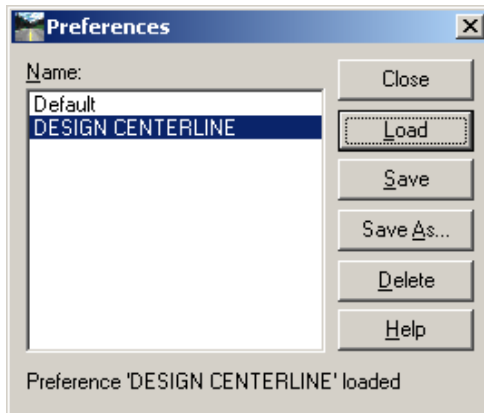 Preferences
Name:
Default
DESIGN CENTERLINE
Close
Load
Save
Save As...
Delete
Help
Preference 'DESIGN CENTERLINE' loaded